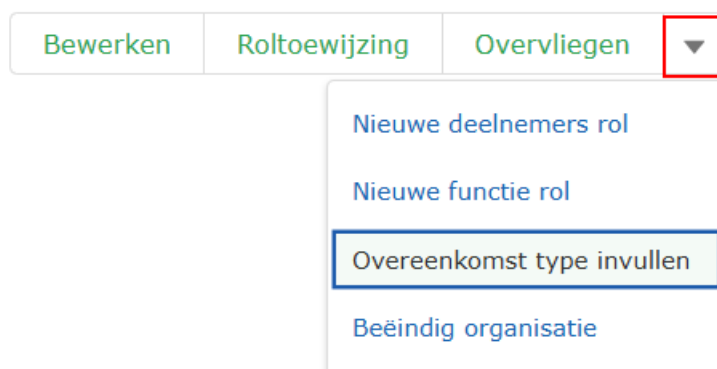 Bewerken Roltoewijzing Overvliegen
Nieuwe deelnemers rol
Nieuwe functie rol
Overeenkomst type invullen
Beëindig organisatie